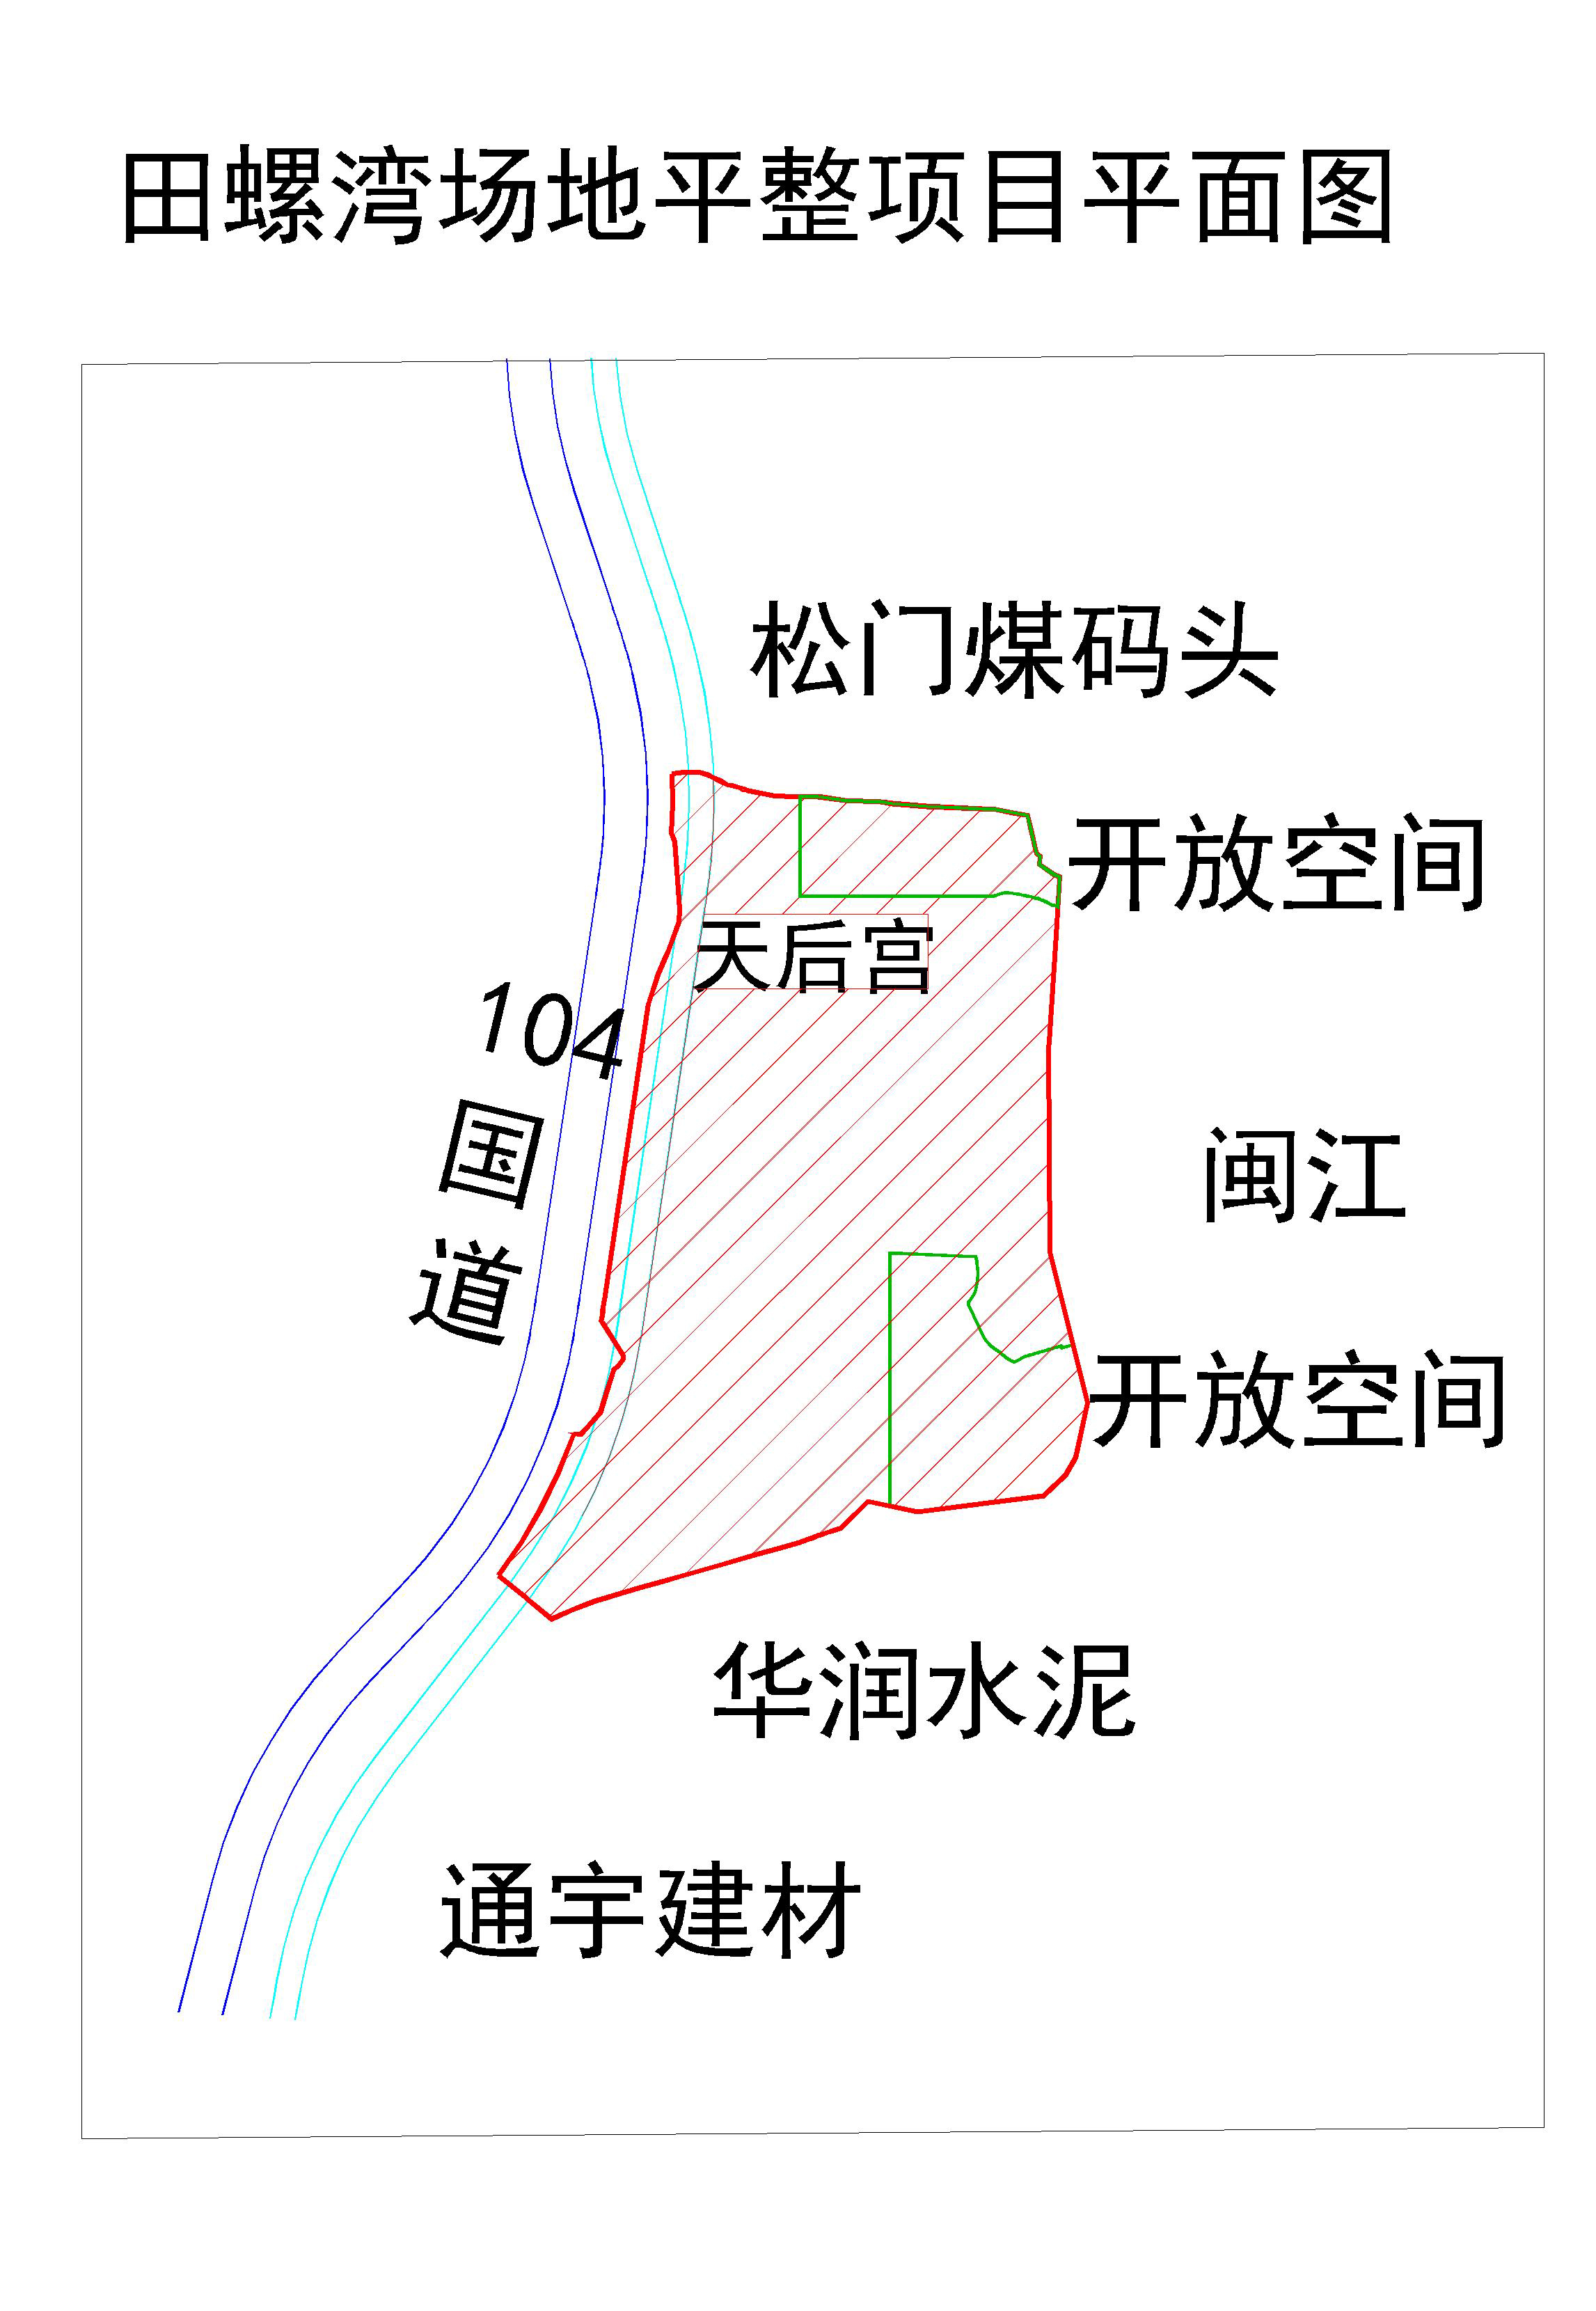 田螺湾场地平整项目平面图
松门煤码头
开放空间
天后宫
104
国
道
闽江
开放空间
华润水泥
通宇建材